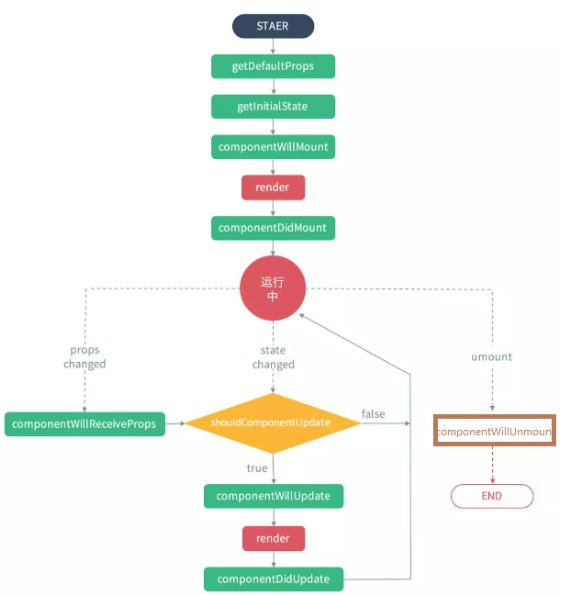 STAER
getDefaultProps
getInitialState
componentWillMount
render
componentDidMount
运行
中
props
changed
state
changed
umount
componentWillReceiveProps
shouidComponentUpdate
false
componentWillUnmoun
true
componentWillUpdate
END
render
componentDidUpdate